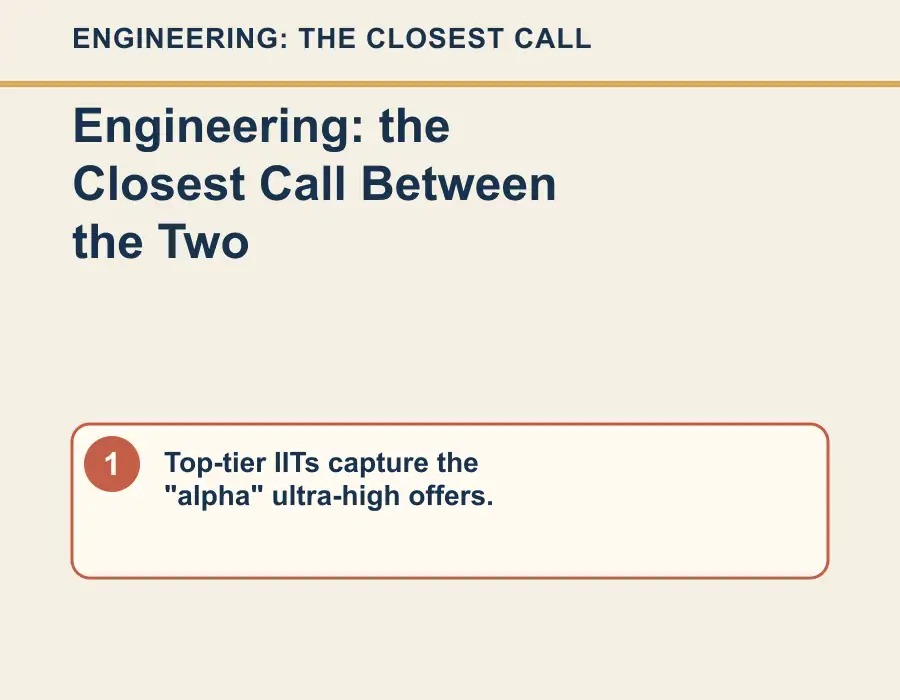 ENGINEERING: THE CLOSEST CALL
Engineering: the
Closest Call Between
the Two
1
Top-tier IITs capture the
"alpha" ultra-high offers.